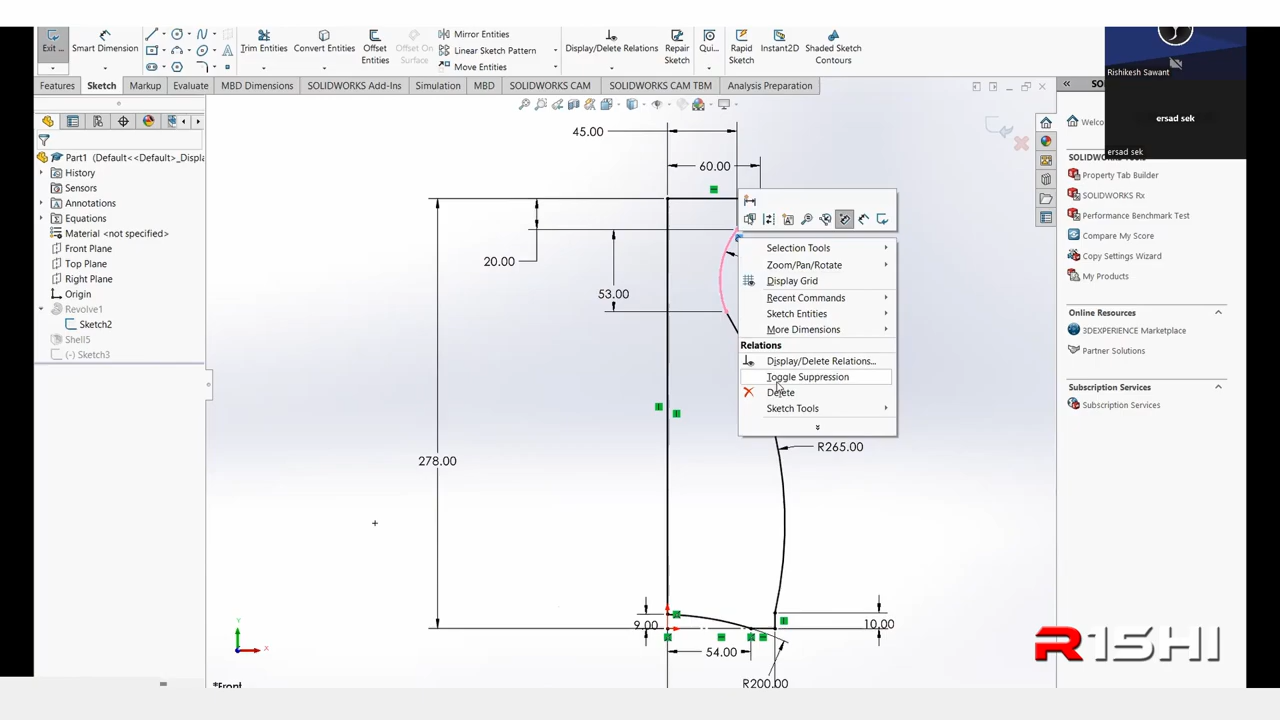 Exit ...
Smart Dimension
Trim Entities
Convert Entities
Offset Entities
Offset On Surface
Mirror Entities
Linear Sketch Pattern
Move Entities
Display/Delete Relations
Repair Sketch
Qui...
Rapid Sketch
Instant2D
Shaded Sketch Contours
Rishikesh Sawant
ersad sek
ersad sek
Features
Sketch
Markup
Evaluate
MBD Dimensions
SOLIDWORKS Add-Ins
Simulation
MBD
SOLIDWORKS CAM
SOLIDWORKS CAM TBM
Analysis Preparation
Part1 (Default<<Default>_Displa
History
Sensors
Annotations
Equations
Material <not specified>
Front Plane
Top Plane
Right Plane
Origin
Revolve1
Sketch2
Shell5
(-) Sketch3
45.00
60.00
20.00
53.00
278.00
R265.00
9.00
54.00
10.00
R200.00
Y
X
*Front
Selection Tools
Zoom/Pan/Rotate
Display Grid
Recent Commands
Sketch Entities
More Dimensions
Relations
Display/Delete Relations...
Toggle Suppression
Delete
Sketch Tools
SO
Welc
SOLIDWORKS Tools
Property Tab Builder
SOLIDWORKS Rx
Performance Benchmark Test
Compare My Score
Copy Settings Wizard
My Products
Online Resources
3DEXPERIENCE Marketplace
Partner Solutions
Subscription Services
Subscription Services
R15HI